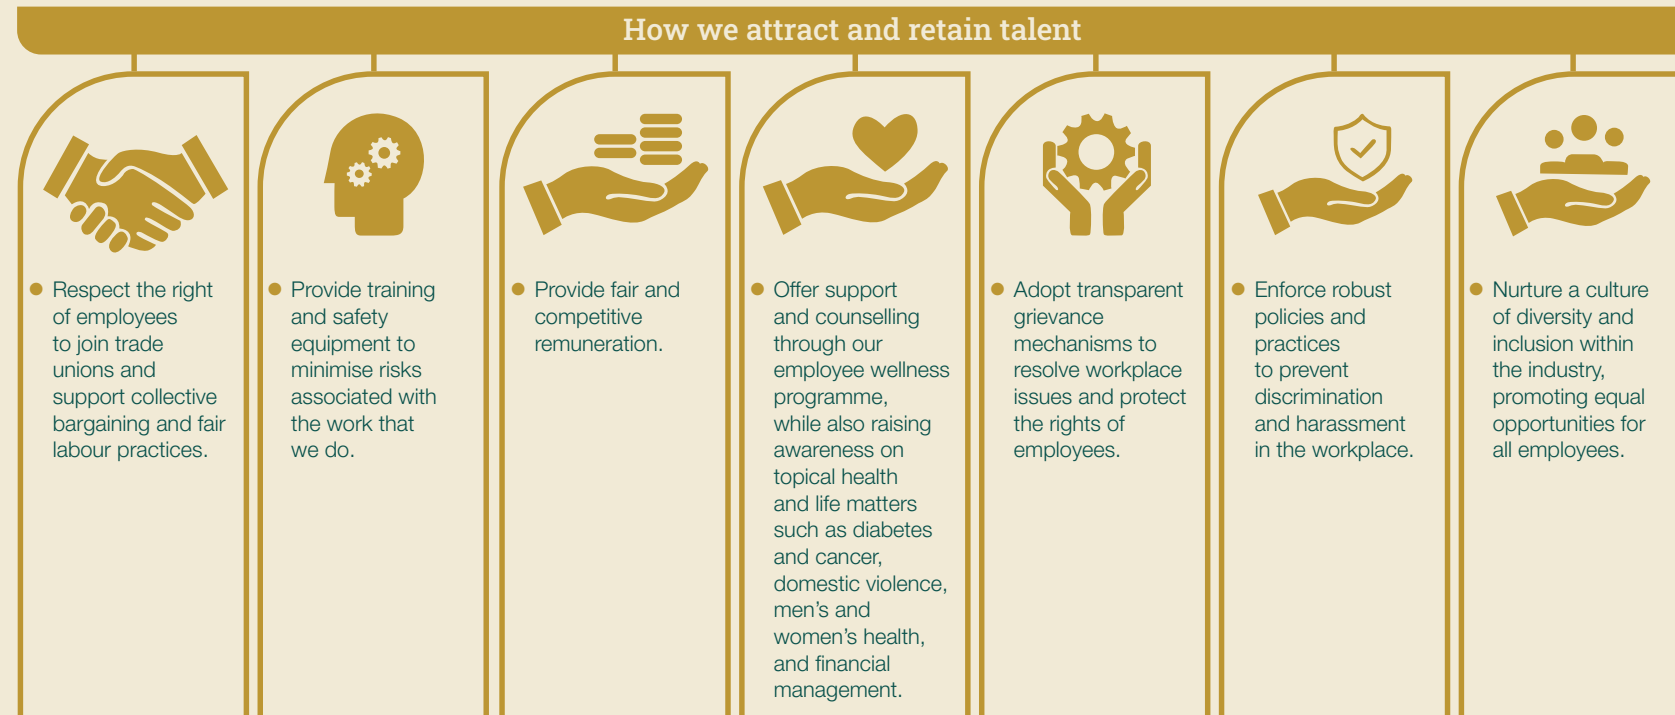 How we attract and retain talent
● Respect the right
of employees
to join trade
unions and
support collective
bargaining and fair
labour practices.
● Provide training
and safety
equipment to
minimise risks
associated with
the work that
we do.
● Provide fair and
competitive
remuneration.
● Offer support
and counselling
through our
employee wellness
programme,
while also raising
awareness on
topical health
and life matters
such as diabetes
and cancer,
domestic violence,
men’s and
women’s health,
and financial
management.
● Adopt transparent
grievance
mechanisms to
resolve workplace
issues and protect
the rights of
employees.
● Enforce robust
policies and
practices
to prevent
discrimination
and harassment
in the workplace.
● Nurture a culture
of diversity and
inclusion within
the industry,
promoting equal
opportunities for
all employees.